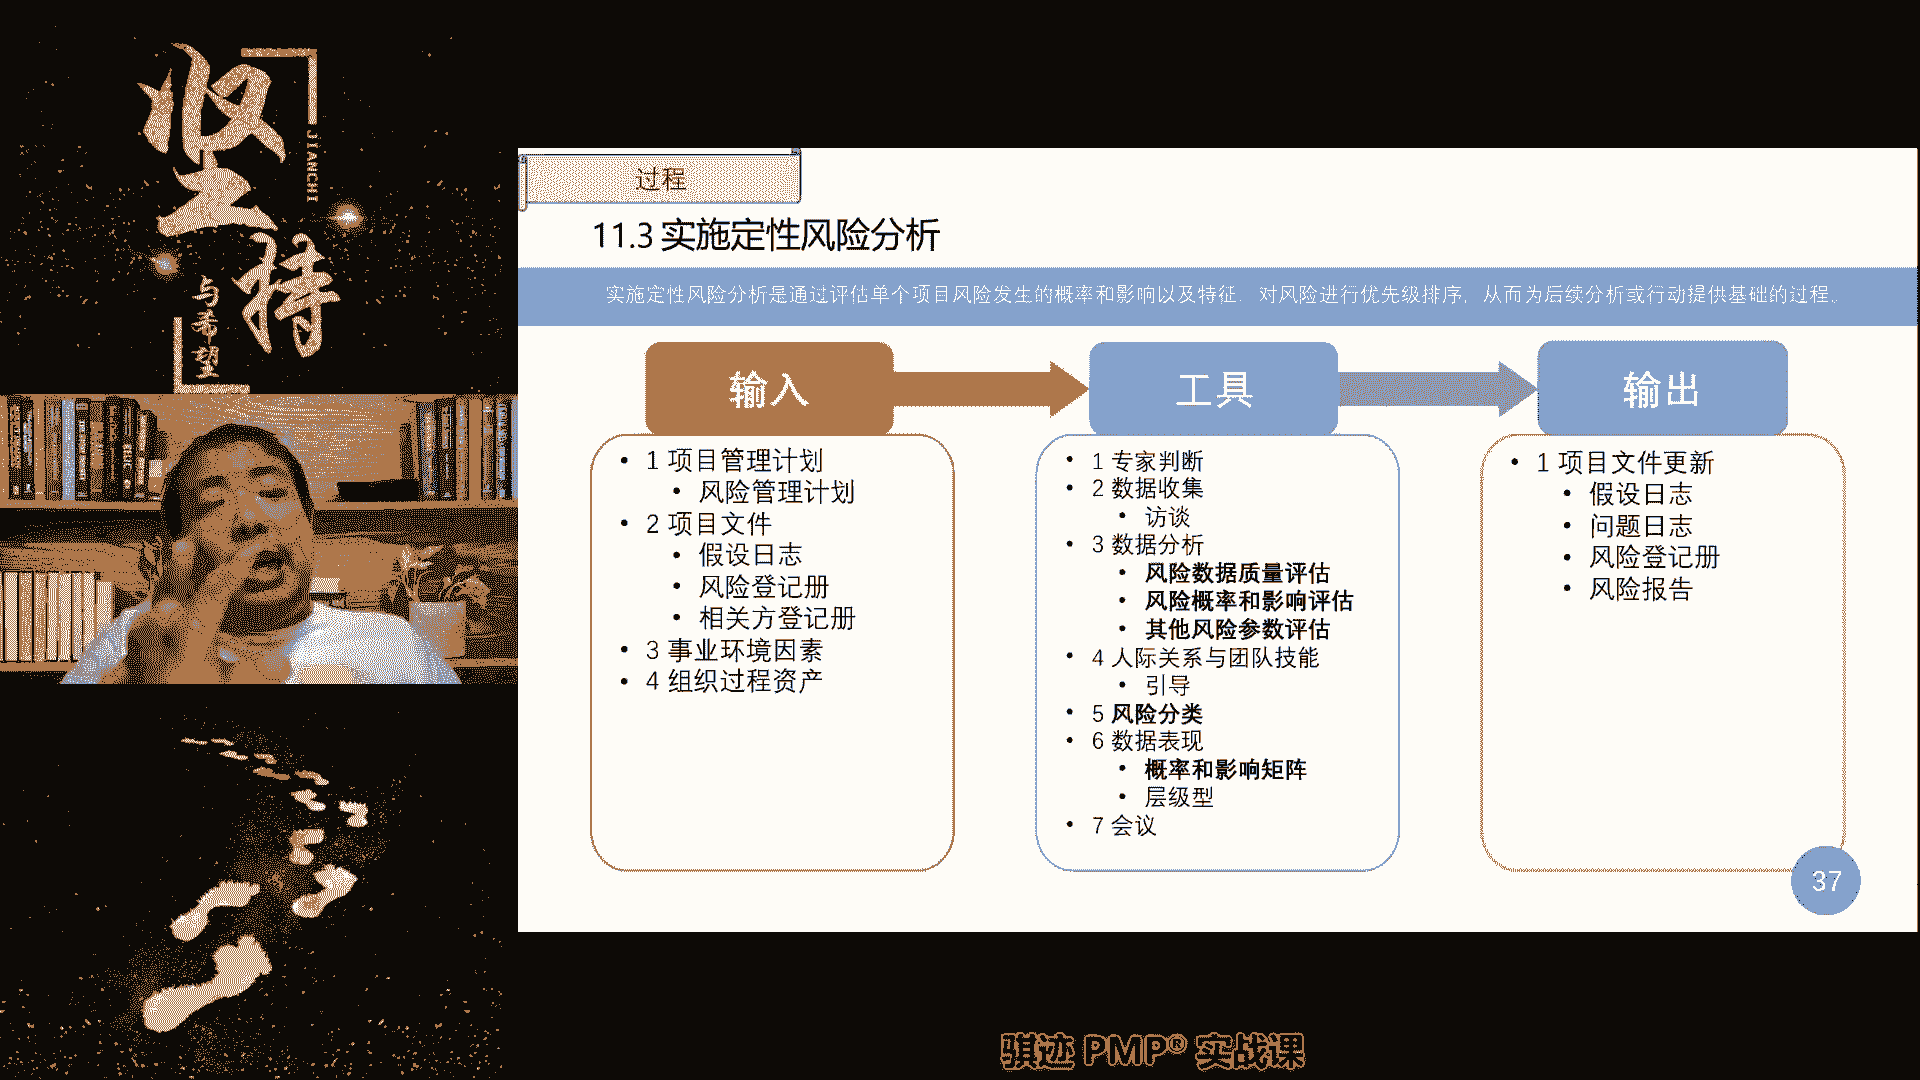 坚持
JIANCHI
与希望
过程
11.3 实施定性风险分析
实施定性风险分析是通过评估单个项目风险发生的概率和影响以及特征，对风险进行优先级排序，从而为后续分析或行动提供基础的过程。
输入
• 1 项目管理计划
• 风险管理计划
• 2 项目文件
• 假设日志
• 风险登记册
• 相关方登记册
• 3 事业环境因素
• 4 组织过程资产
工具
• 1 专家判断
• 2 数据收集
• 访谈
• 3 数据分析
• 风险数据质量评估
• 风险概率和影响评估
• 其他风险参数评估
• 4 人际关系与团队技能
• 引导
• 5 风险分类
• 6 数据表现
• 概率和影响矩阵
• 层级型
• 7 会议
输出
• 1 项目文件更新
• 假设日志
• 问题日志
• 风险登记册
• 风险报告
37
骐迹 PMP® 实战课